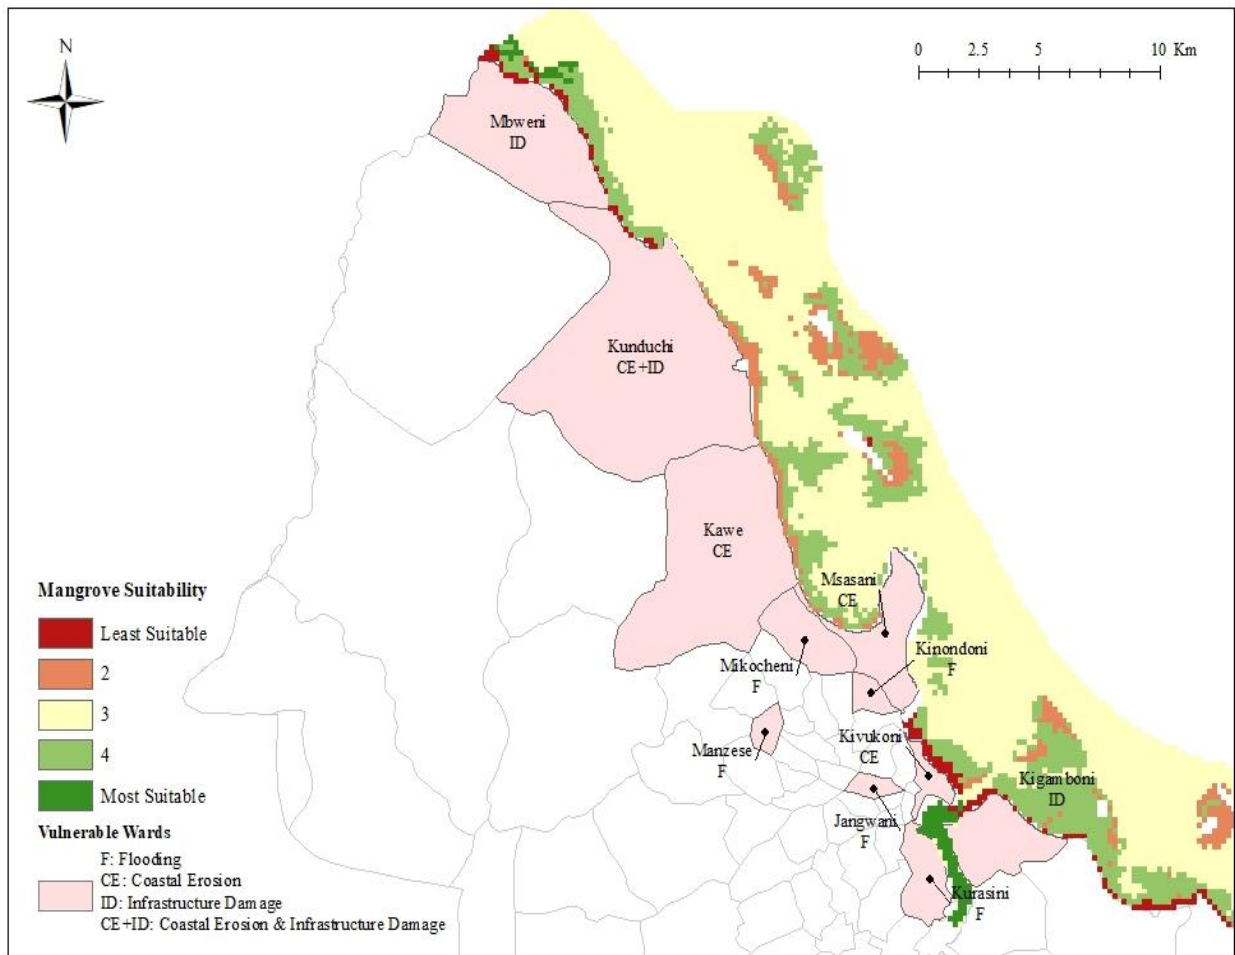 N
0 2.5 5 10 Km
Mbweni
ID
Kunduchi
CE+ID
Kawe
CE
Msasani
CE
Mikocheni
F
Kinondoni
F
Manzese
F
Kivukoni
CE
Kigamboni
ID
Jangwani
F
Kurasini
F
Mangrove Suitability
Least Suitable
2
3
4
Most Suitable
Vulnerable Wards
F: Flooding
CE: Coastal Erosion
ID: Infrastructure Damage
CE+ID: Coastal Erosion & Infrastructure Damage